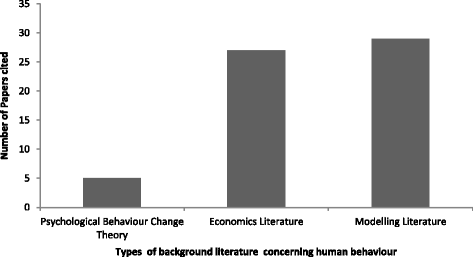 35
30
25
20
15
10
5
0
Number of Papers cited
Psychological Behaviour Change
Theory
Economics Literature
Modelling Literature
Types of background literature concerning human behaviour